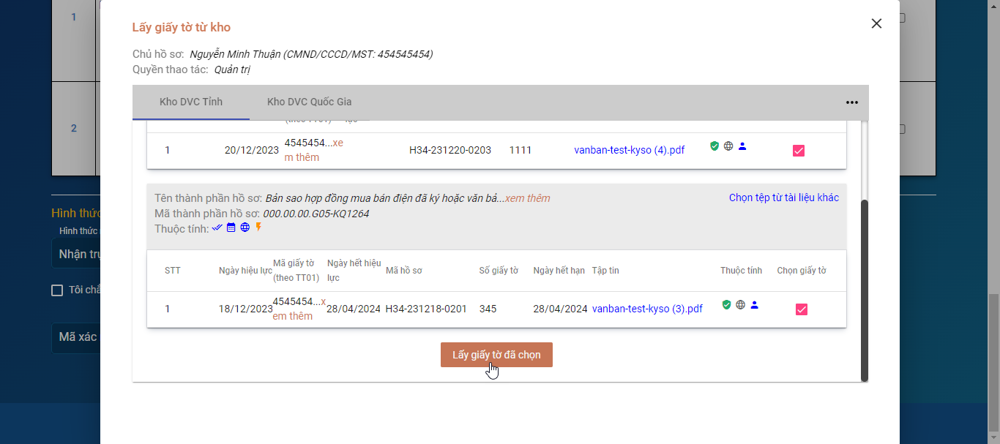 1
Lấy giấy tờ từ kho
Chủ hồ sơ: Nguyễn Minh Thuận (CMND/CCCD/MST: 454545454)
Quyền thao tác: Quản trị
Kho DVC Tỉnh Kho DVC Quốc Gia
1 20/12/2023 4545454...xe
m thêm H34-231220-0203 1111 vanban-test-kyso (4).pdf
2
Tên thành phần hồ sơ: Bản sao hợp đồng mua bán điện đã ký hoặc văn bả...xem thêm Chọn tệp từ tài liệu khác
Mã thành phần hồ sơ: 000.00.00.G05-KQ1264
Thuộc tính:
STT Ngày hiệu lực Mã giấy tờ
(theo TT01) Ngày hết hiệu
lực Mã hồ sơ Số giấy tờ Ngày hết hạn Tập tin Thuộc tính Chọn giấy tờ
1 18/12/2023 4545454...x
em thêm 28/04/2024 H34-231218-0201 345 28/04/2024 vanban-test-kyso (3).pdf
Lấy giấy tờ đã chọn
Hình thức
Hình thức
Nhận
Tôi
Mã xác